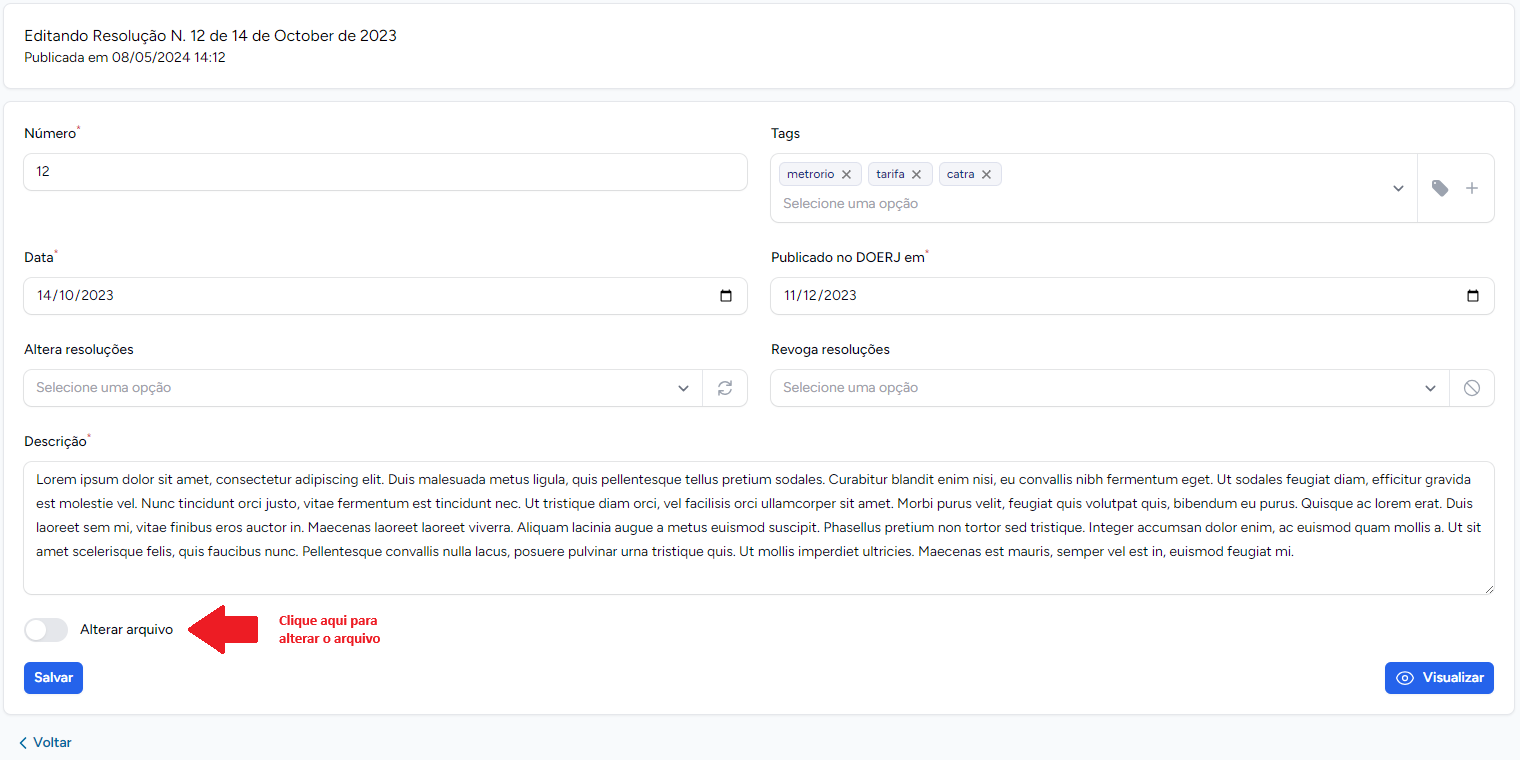 Editando Resolução N. 12 de 14 de October de 2023
Publicada em 08/05/2024 14:12
Número*
12
Tags
metrorio
tarifa
catra
Selecione uma opção
Data*
14/10/2023
Publicado no DOERJ em*
11/12/2023
Altera resoluções
Selecione uma opção
Revoga resoluções
Selecione uma opção
Descrição*
Lorem ipsum dolor sit amet, consectetur adipiscing elit. Duis malesuada metus ligula, quis pellentesque tellus pretium sodales. Curabitur blandit enim nisi, eu convallis nibh fermentum eget. Ut sodales feugiat diam, efficitur gravida
est molestie vel. Nunc tincidunt orci justo, vitae fermentum est tincidunt nec. Ut tristique diam orci, vel facilisis orci ullamcorper sit amet. Morbi purus velit, feugiat quis volutpat quis, bibendum eu purus. Quisque ac lorem erat. Duis
laoreet sem mi, vitae finibus eros auctor in. Maecenas laoreet laoreet viverra. Aliquam lacinia augue a metus euismod suscipit. Phasellus pretium non tortor sed tristique. Integer accumsan dolor enim, ac euismod quam mollis a. Ut sit
amet scelerisque felis, quis faucibus nunc. Pellentesque convallis nulla lacus, posuere pulvinar urna tristique quis. Ut mollis imperdiet ultricies. Maecenas est mauris, semper vel est in, euismod feugiat mi.
Alterar arquivo
Clique aqui para
alterar o arquivo
Salvar
Visualizar
Voltar